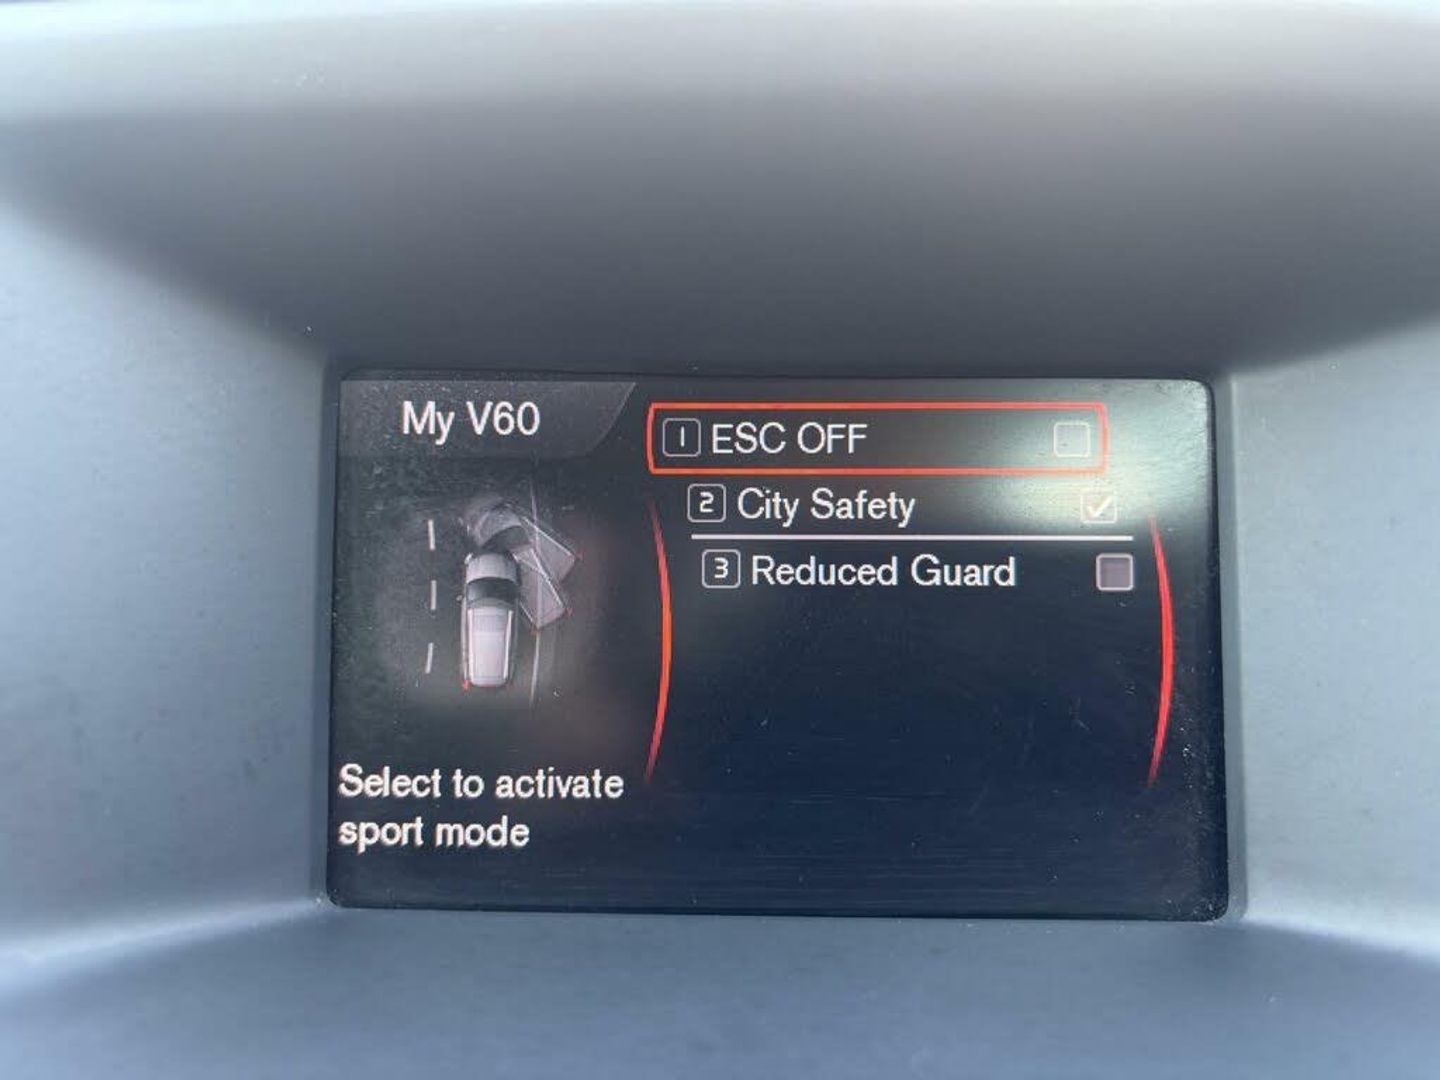 My V60
1 ESC OFF
2 City Safety
3 Reduced Guard
Select to activate
sport mode